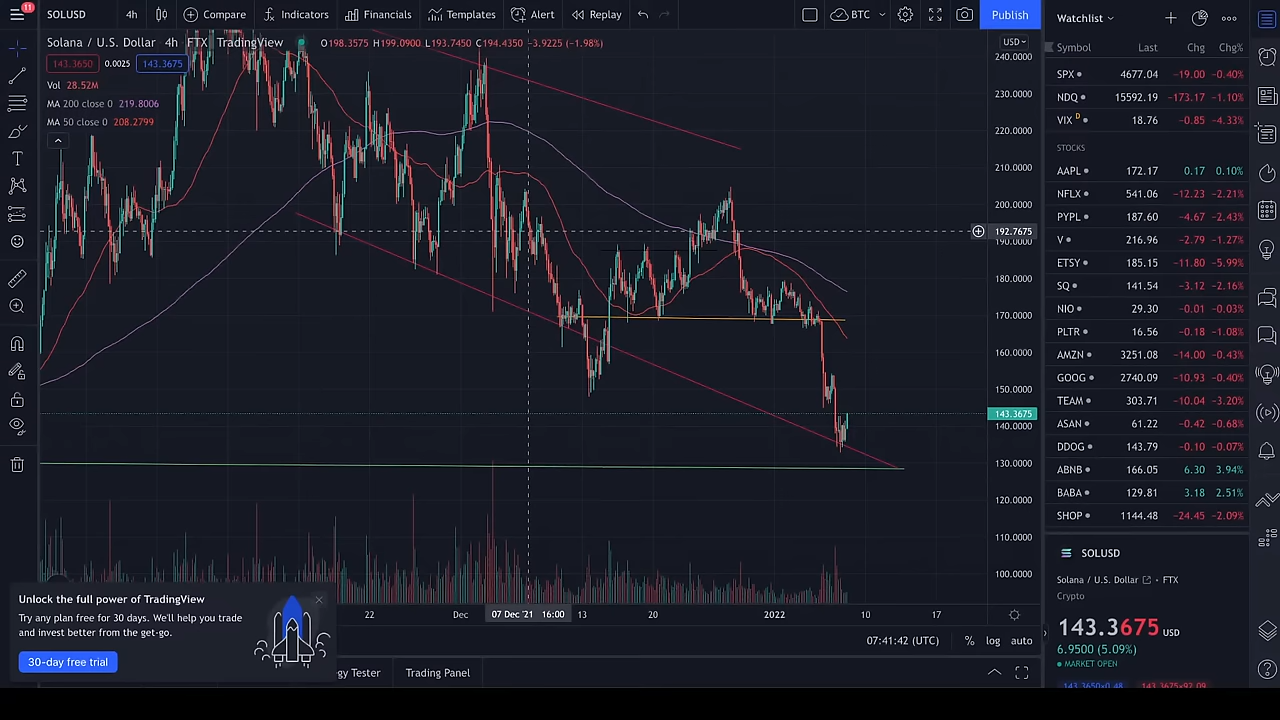 11
SOLUSD 4h Compare Indicators Financials Templates Alert Replay BTC Publish
Solana / U.S. Dollar 4h FTX TradingView O198.3575 H199.0900 L193.7450 C194.4350 −3.9225 (−1.98%)
143.3650 0.0025 143.3675
Vol 28.52M
MA 200 close 0 219.8006
MA 50 close 0 208.2799
USD
240.0000
230.0000
220.0000
210.0000
200.0000
192.7675
190.0000
180.0000
170.0000
160.0000
150.0000
143.3675
140.0000
130.0000
120.0000
110.0000
100.0000
22 Dec 07 Dec '21 16:00 13 20 2022 10 17
07:41:42 (UTC) % log auto
gy Tester Trading Panel
Unlock the full power of TradingView
Try any plan free for 30 days. We'll help you trade
and invest better from the get-go.
30-day free trial
Watchlist
Symbol Last Chg Chg%
SPX 4677.04 −19.00 −0.40%
NDQ 15592.19 −173.17 −1.10%
VIX D 18.76 −0.85 −4.33%
STOCKS
AAPL 172.17 0.17 0.10%
NFLX 541.06 −12.23 −2.21%
PYPL 187.60 −4.67 −2.43%
V 216.96 −2.79 −1.27%
ETSY 185.15 −11.80 −5.99%
SQ 141.54 −3.12 −2.16%
NIO 29.30 −0.01 −0.03%
PLTR 16.56 −0.18 −1.08%
AMZN 3251.08 −14.00 −0.43%
GOOG 2740.09 −10.93 −0.40%
TEAM 303.71 −10.04 −3.20%
ASAN 61.22 −0.42 −0.68%
DDOG 143.79 −0.10 −0.07%
ABNB 166.05 6.30 3.94%
BABA 129.81 3.18 2.51%
SHOP 1144.48 −24.45 −2.09%
SOLUSD
Solana / U.S. Dollar • FTX
Crypto
143.3675 USD
6.9500 (5.09%)
MARKET OPEN
143.3650×0.48 143.3675×92.09